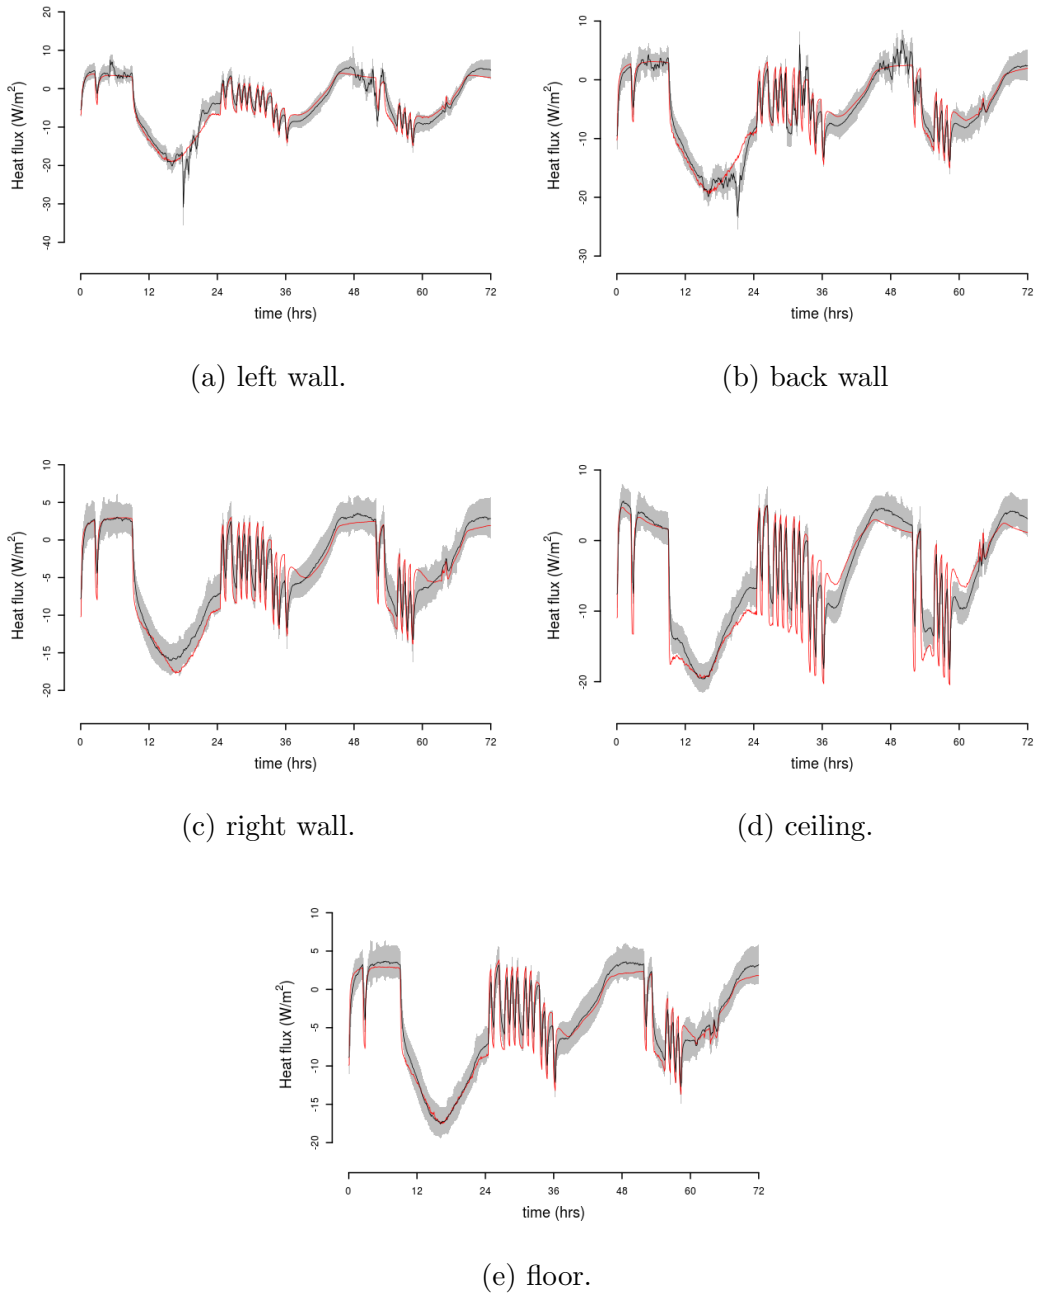 20
10
0
-10
-20
-30
-40
Heat flux (W/m²)
0 12 24 36 48 60 72
time (hrs)
(a) left wall.
10
0
-10
-20
-30
Heat flux (W/m²)
0 12 24 36 48 60 72
time (hrs)
(b) back wall
10
5
0
-5
-10
-15
-20
Heat flux (W/m²)
0 12 24 36 48 60 72
time (hrs)
(c) right wall.
10
0
-10
-20
Heat flux (W/m²)
0 12 24 36 48 60 72
time (hrs)
(d) ceiling.
10
5
0
-5
-10
-15
-20
Heat flux (W/m²)
0 12 24 36 48 60 72
time (hrs)
(e) floor.